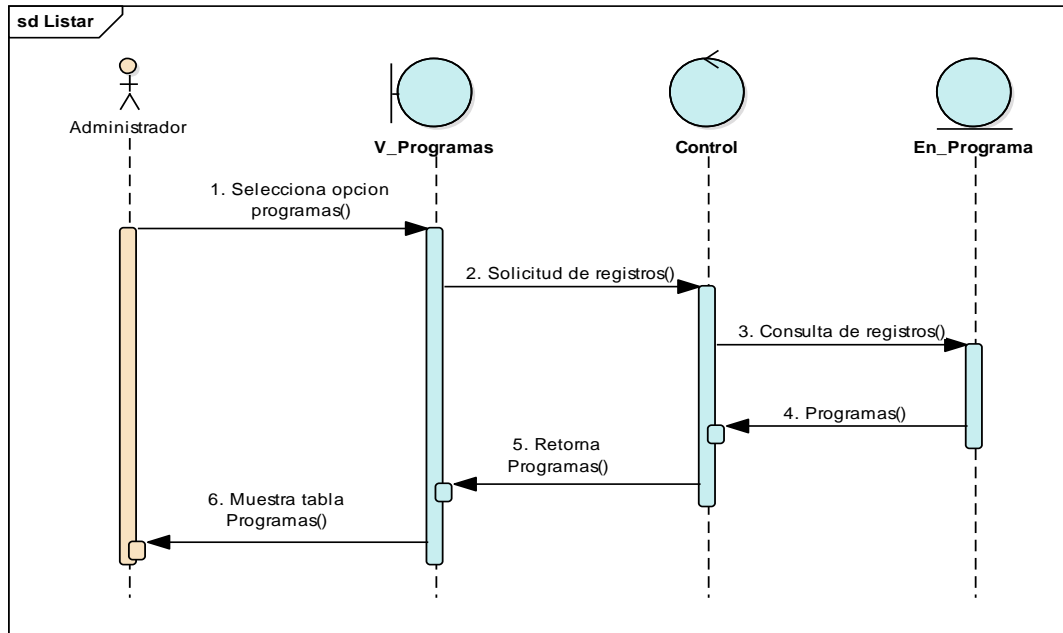 sd Listar
Administrador
V_Programas
Control
En_Programa
1. Selecciona opcion
programas()
2. Solicitud de registros()
3. Consulta de registros()
4. Programas()
5. Retorna
Programas()
6. Muestra tabla
Programas()